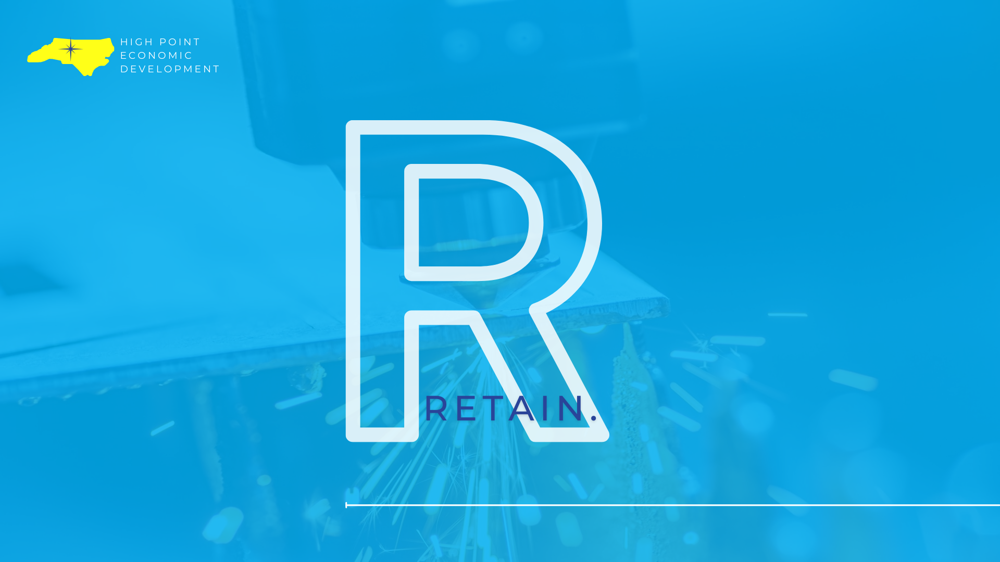 HIGH POINT
ECONOMIC
DEVELOPMENT
R
RETAIN.